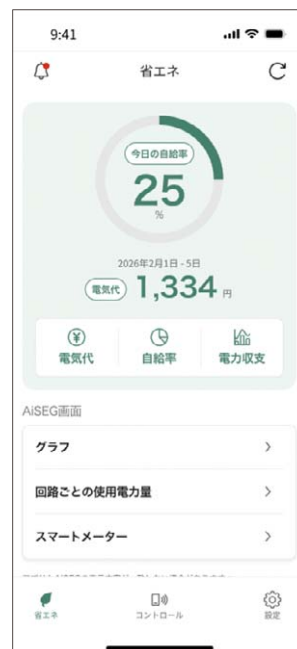 9:41
省エネ
今日の自給率
25
%
2026年2月1日 - 5日
電気代 1,334 円
電気代 自給率 電力収支
AiSEG画面
グラフ
回路ごとの使用電力量
スマートメーター
省エネ コントロール 設定